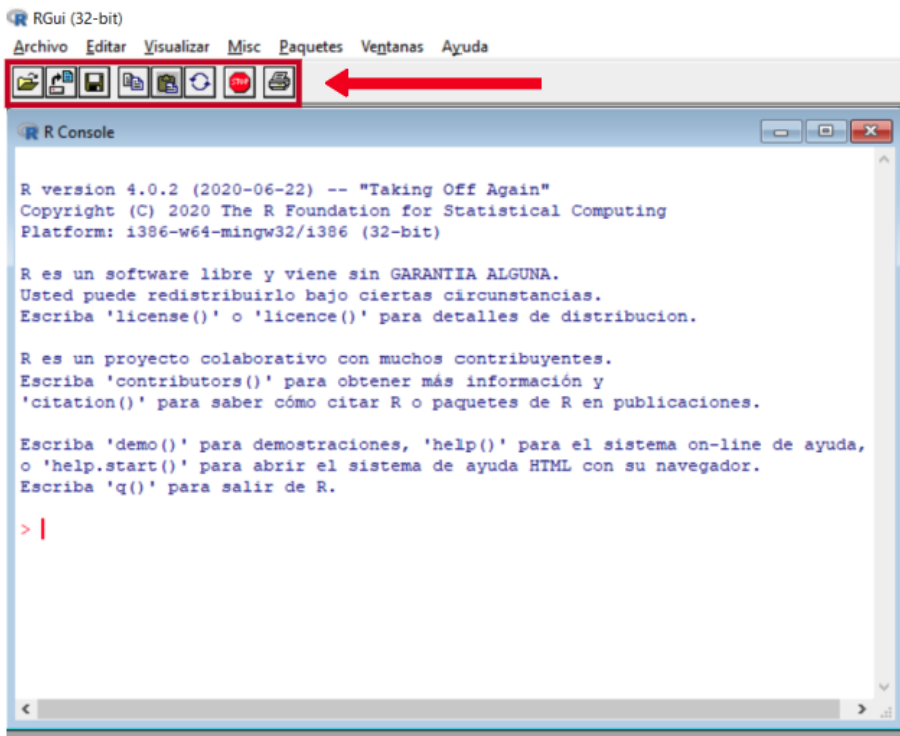 RGui (32-bit)
Archivo Editar Visualizar Misc Paquetes Ventanas Ayuda
STOP
R Console
R version 4.0.2 (2020-06-22) -- "Taking Off Again"
Copyright (C) 2020 The R Foundation for Statistical Computing
Platform: i386-w64-mingw32/i386 (32-bit)
R es un software libre y viene sin GARANTIA ALGUNA.
Usted puede redistribuirlo bajo ciertas circunstancias.
Escriba 'license()' o 'licence()' para detalles de distribucion.
R es un proyecto colaborativo con muchos contribuyentes.
Escriba 'contributors()' para obtener más información y
'citation()' para saber cómo citar R o paquetes de R en publicaciones.
Escriba 'demo()' para demostraciones, 'help()' para el sistema on-line de ayuda,
o 'help.start()' para abrir el sistema de ayuda HTML con su navegador.
Escriba 'q()' para salir de R.
>